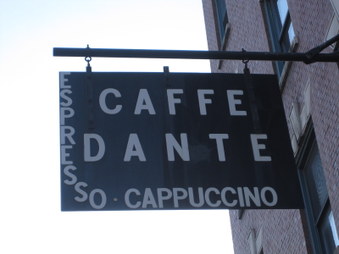 CAFFE
DANTE
ESPRESSO · CAPPUCCINO